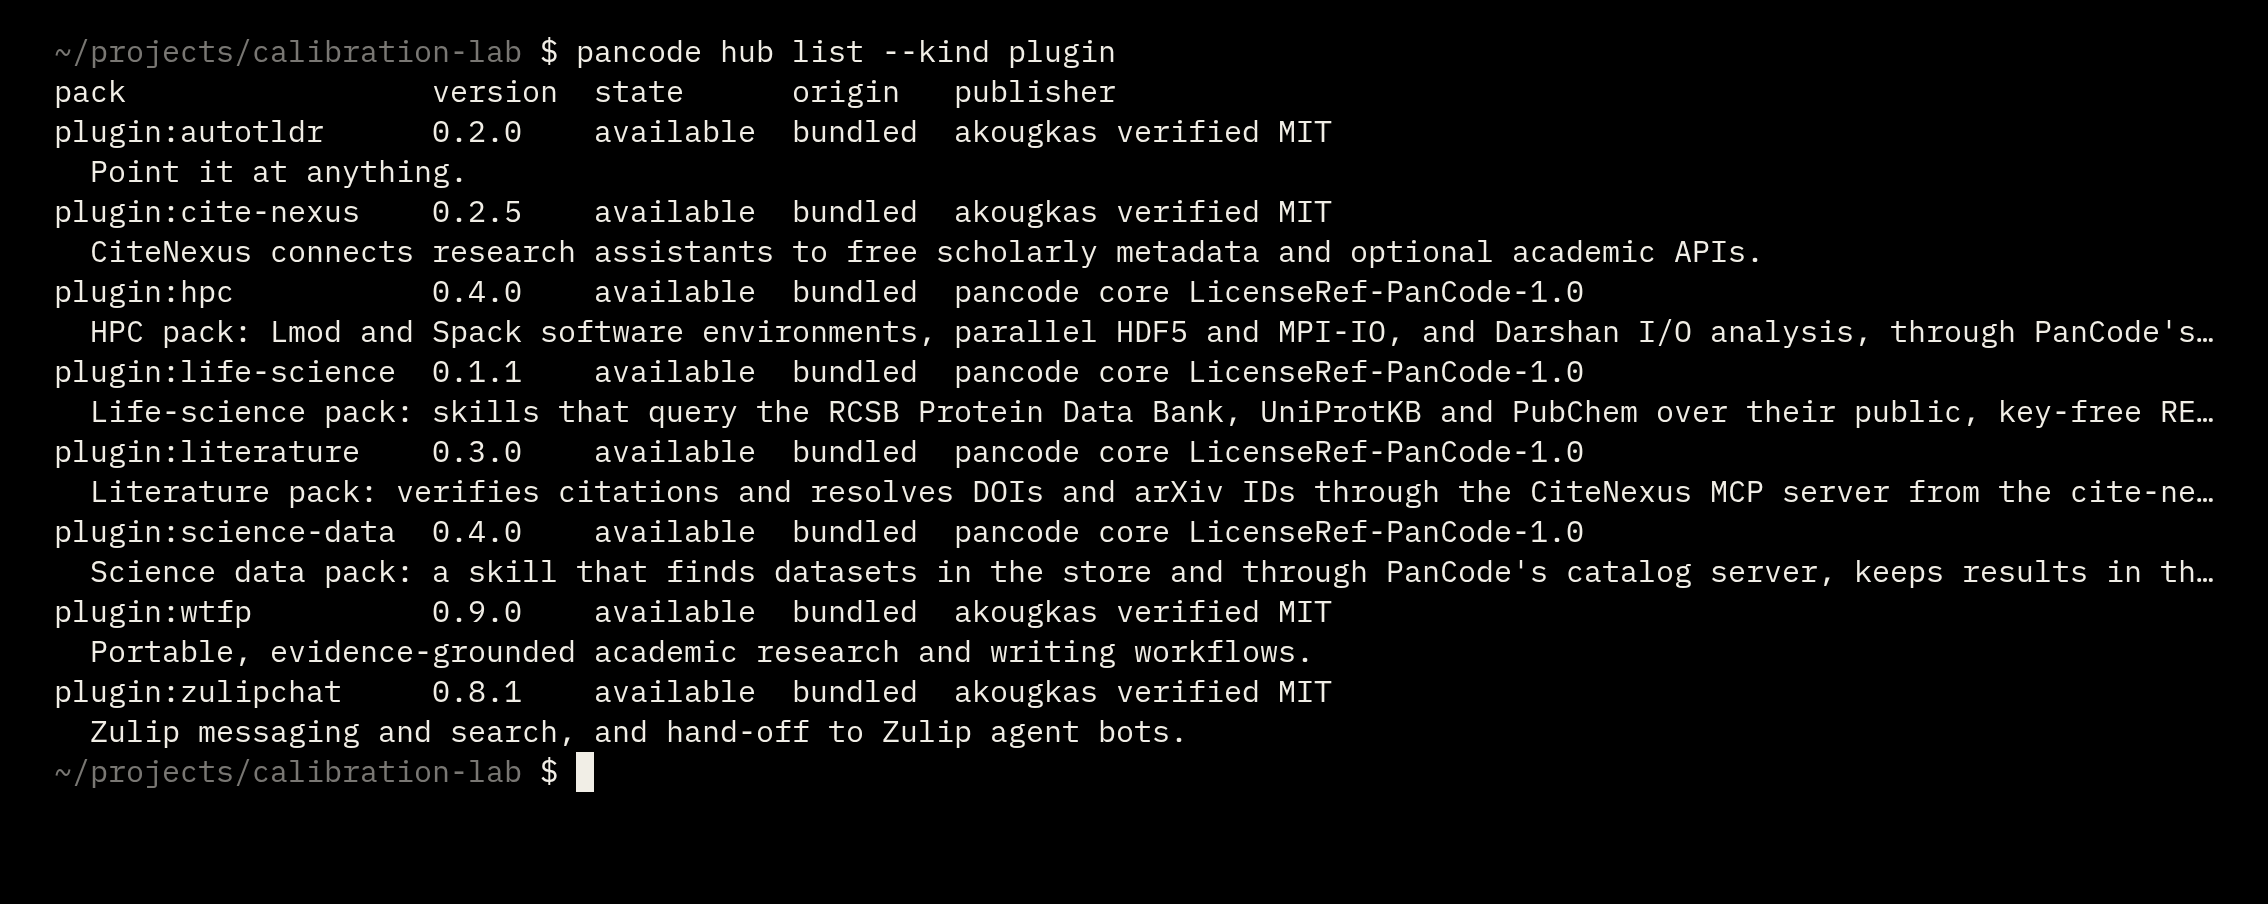 ~/projects/calibration-lab $ pancode hub list --kind plugin
pack                 version  state      origin   publisher
plugin:autotldr      0.2.0    available  bundled  akougkas verified MIT
  Point it at anything.
plugin:cite-nexus    0.2.5    available  bundled  akougkas verified MIT
  CiteNexus connects research assistants to free scholarly metadata and optional academic APIs.
plugin:hpc           0.4.0    available  bundled  pancode core LicenseRef-PanCode-1.0
  HPC pack: Lmod and Spack software environments, parallel HDF5 and MPI-IO, and Darshan I/O analysis, through PanCode's…
plugin:life-science  0.1.1    available  bundled  pancode core LicenseRef-PanCode-1.0
  Life-science pack: skills that query the RCSB Protein Data Bank, UniProtKB and PubChem over their public, key-free RE…
plugin:literature    0.3.0    available  bundled  pancode core LicenseRef-PanCode-1.0
  Literature pack: verifies citations and resolves DOIs and arXiv IDs through the CiteNexus MCP server from the cite-ne…
plugin:science-data  0.4.0    available  bundled  pancode core LicenseRef-PanCode-1.0
  Science data pack: a skill that finds datasets in the store and through PanCode's catalog server, keeps results in th…
plugin:wtfp          0.9.0    available  bundled  akougkas verified MIT
  Portable, evidence-grounded academic research and writing workflows.
plugin:zulipchat     0.8.1    available  bundled  akougkas verified MIT
  Zulip messaging and search, and hand-off to Zulip agent bots.
~/projects/calibration-lab $